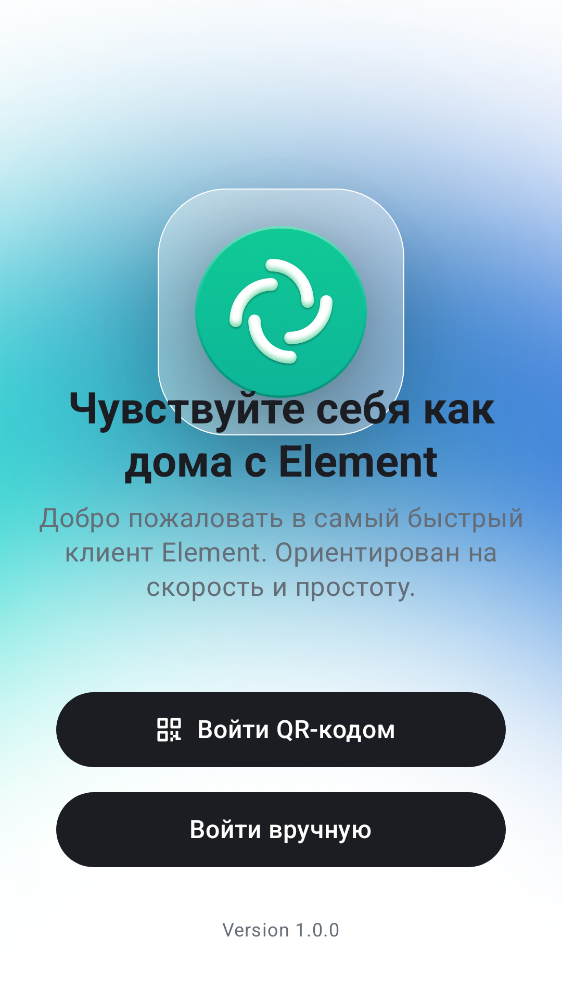 Чувствуйте себя как
дома с Element
Добро пожаловать в самый быстрый
клиент Element. Ориентирован на
скорость и простоту.
Войти QR-кодом
Войти вручную
Version 1.0.0